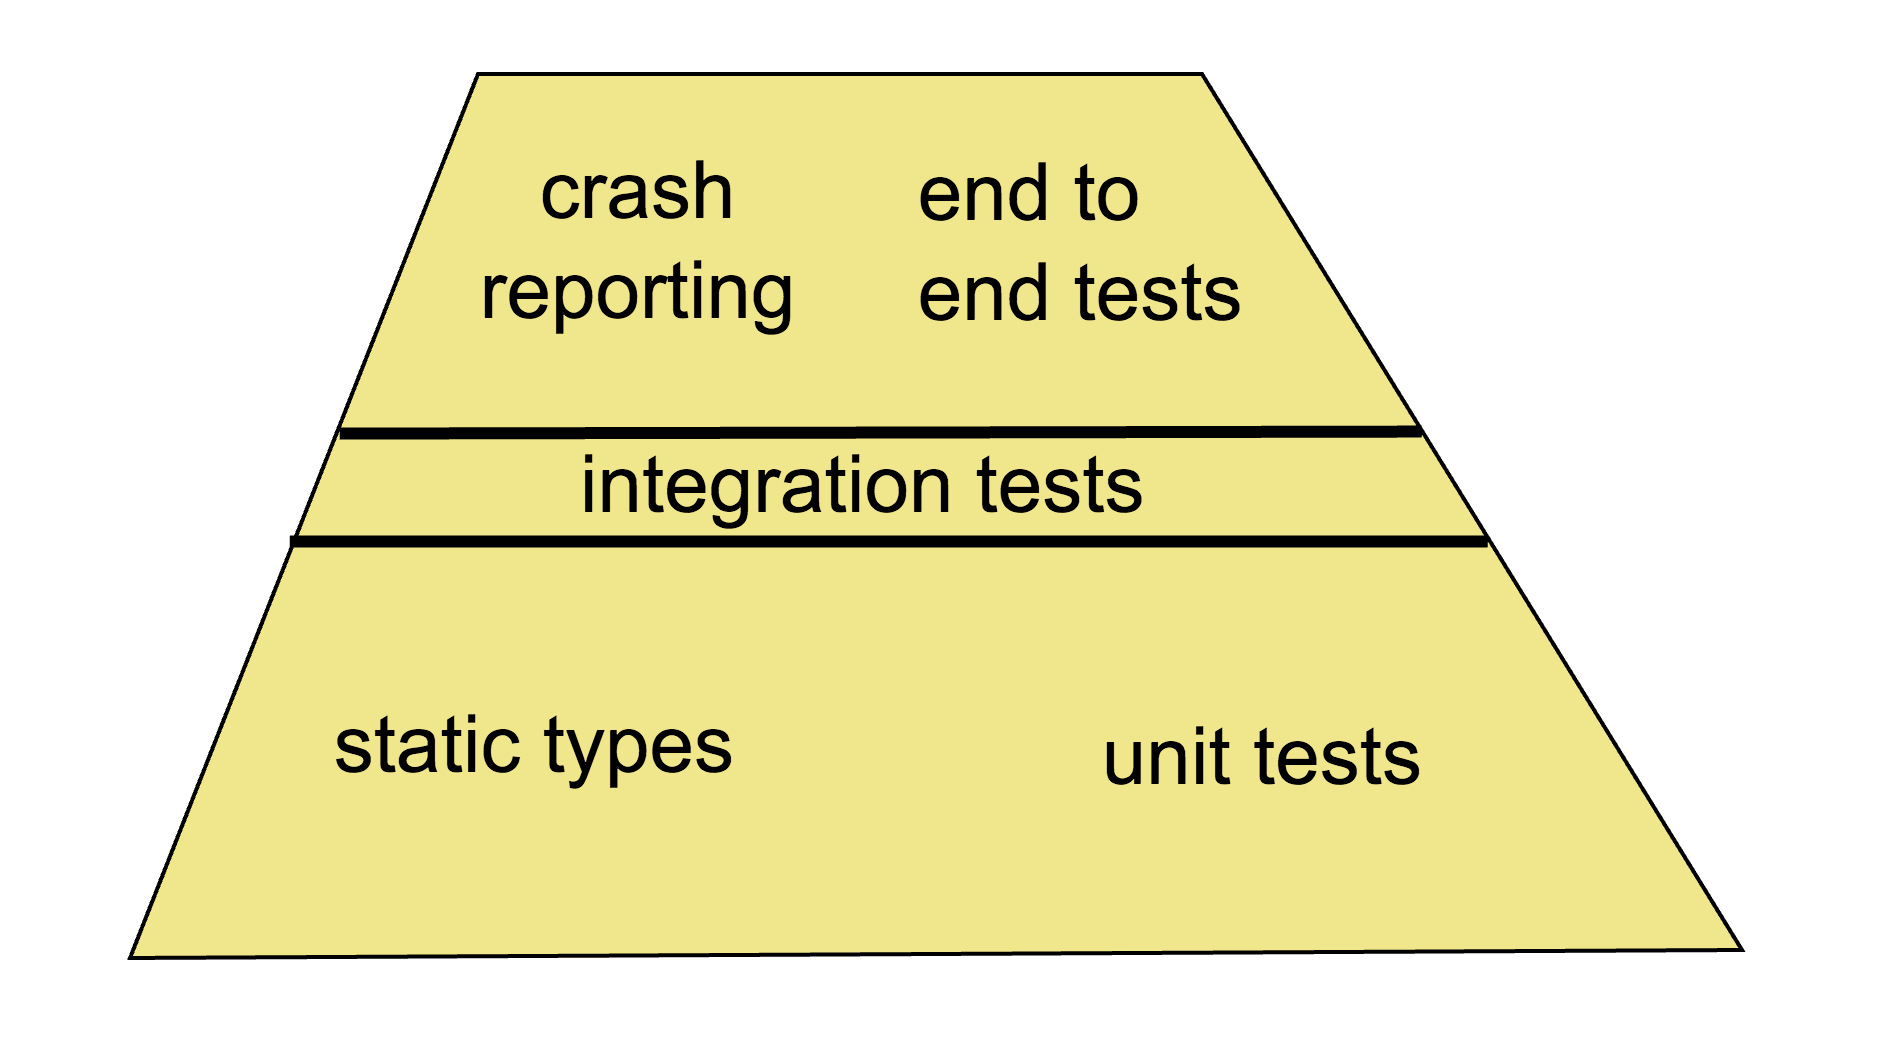 crash
reporting
end to
end tests
integration tests
static types
unit tests